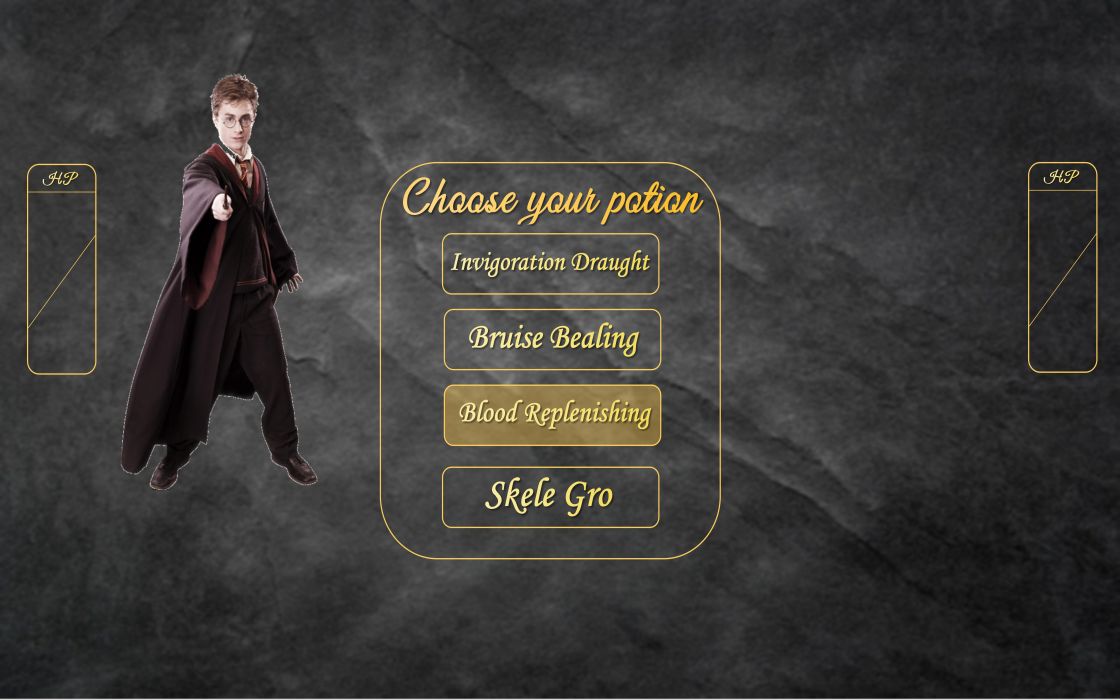 HP
HP
Choose your potion
Invigoration Draught
Bruise Bealing
Blood Replenishing
Skele Gro